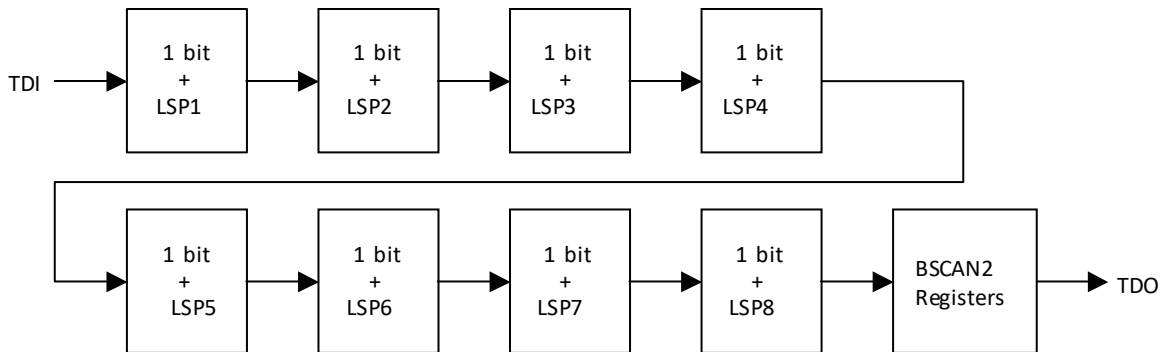 TDI
1 bit
+
LSP1
1 bit
+
LSP2
1 bit
+
LSP3
1 bit
+
LSP4
1 bit
+
LSP5
1 bit
+
LSP6
1 bit
+
LSP7
1 bit
+
LSP8
BSCAN2
Registers
TDO